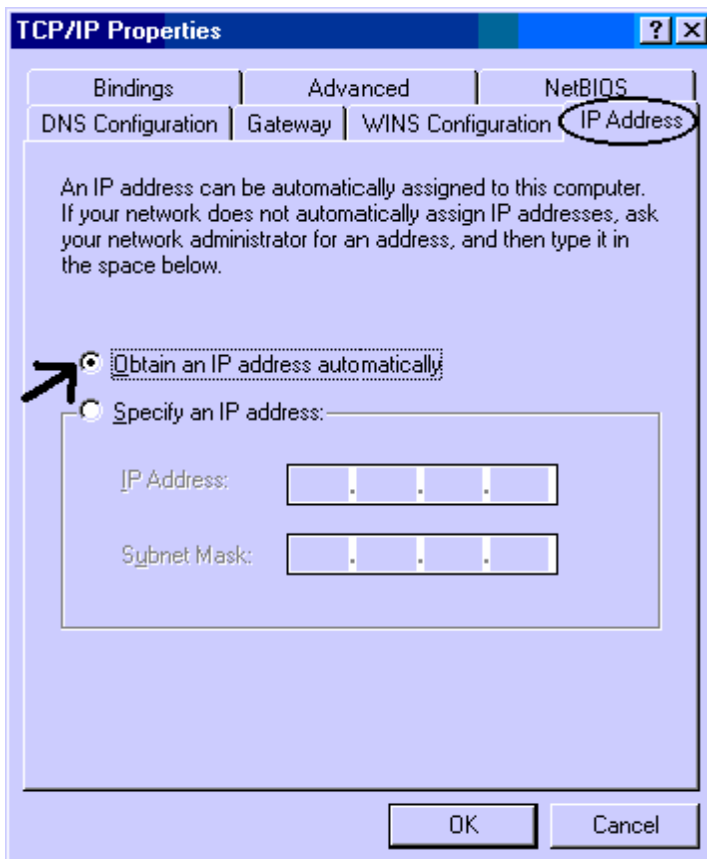 TCP/IP Properties
Bindings
Advanced
NetBIOS
DNS Configuration
Gateway
WINS Configuration
IP Address
An IP address can be automatically assigned to this computer.
If your network does not automatically assign IP addresses, ask
your network administrator for an address, and then type it in
the space below.
Obtain an IP address automatically
Specify an IP address:
IP Address:
Subnet Mask:
OK
Cancel